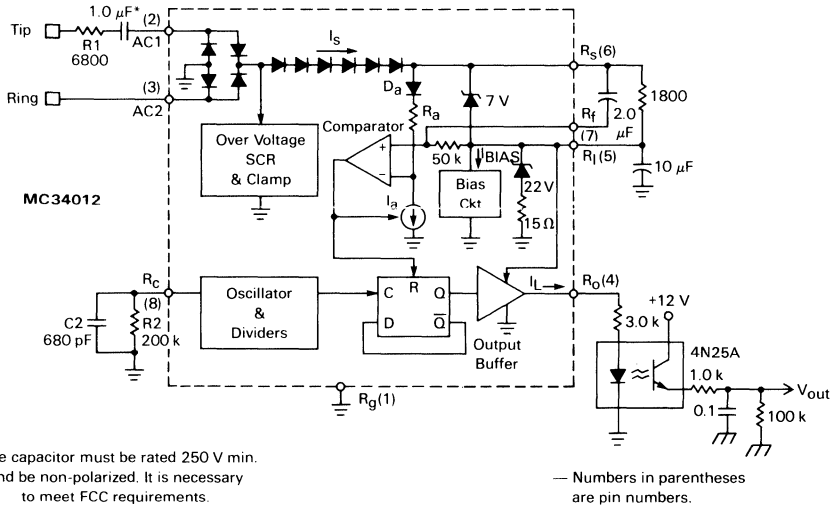 1.0 µF*
(2)
Tip
R1
6800
AC1
(3)
Ring
AC2
Is
Rs(6)
Da
Ra
7 V
Rf
(7)
2.0
µF
1800
Comparator
+
−
50 k
IBIAS
RI(5)
10 µF
Over Voltage
SCR
& Clamp
Bias
Ckt
22V
15Ω
Ia
MC34012
Rc
(8)
C2
680 pF
R2
200 k
Oscillator
&
Dividers
R
C
Q
D
Q̅
Output
Buffer
IL
Ro(4)
3.0 k
+12 V
4N25A
1.0 k
Vout
0.1
100 k
Rg(1)
e capacitor must be rated 250 V min.
nd be non-polarized. It is necessary
to meet FCC requirements.
— Numbers in parentheses
are pin numbers.